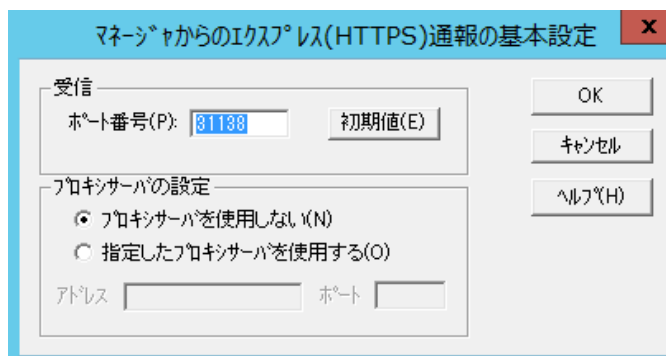 マネージャからのエクスプレス(HTTPS)通報の基本設定
x
受信
ポート番号(P):
31138
初期値(E)
OK
キャンセル
ヘルプ(H)
プロキシサーバの設定
プロキシサーバを使用しない(N)
指定したプロキシサーバを使用する(O)
アドレス
ポート